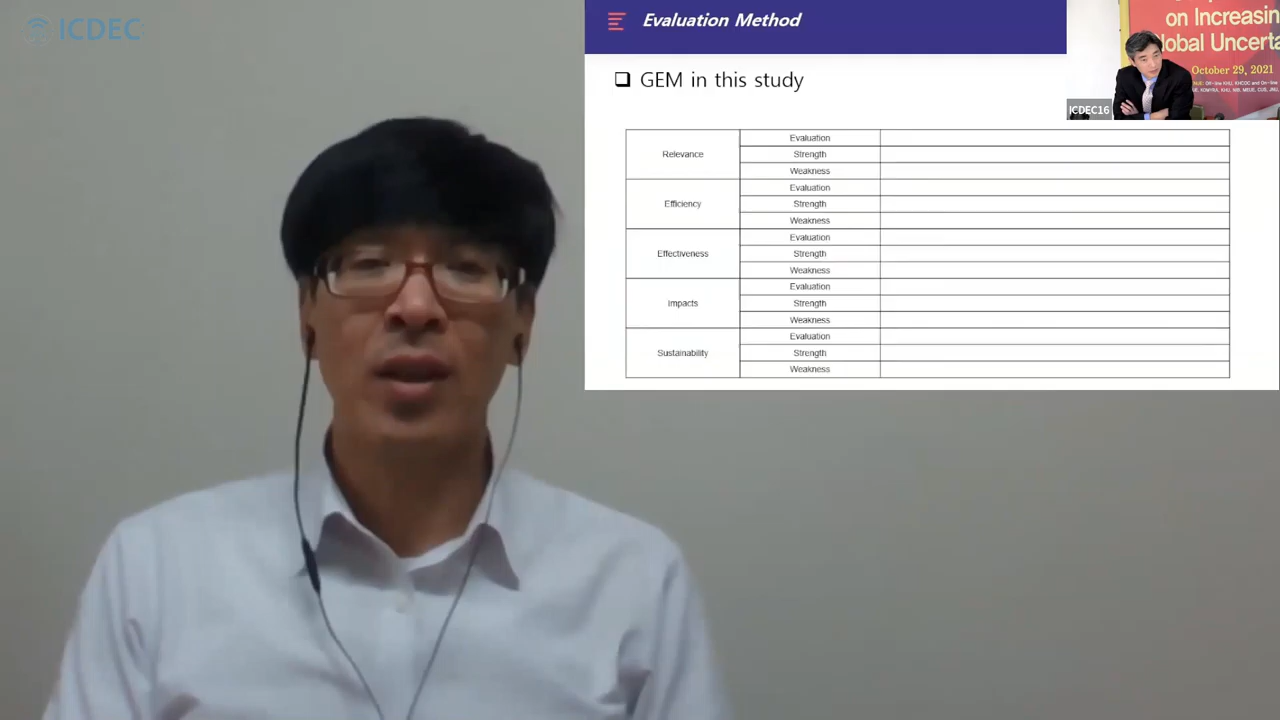 ICDEC
Evaluation Method
on Increasin
lobal Uncerta
October 29, 2021
JCDEC16
GEM in this study
Relevance
Evaluation
Strength
Weakness
Efficiency
Evaluation
Strength
Weakness
Effectiveness
Evaluation
Strength
Weakness
Impacts
Evaluation
Strength
Weakness
Sustainability
Evaluation
Strength
Weakness